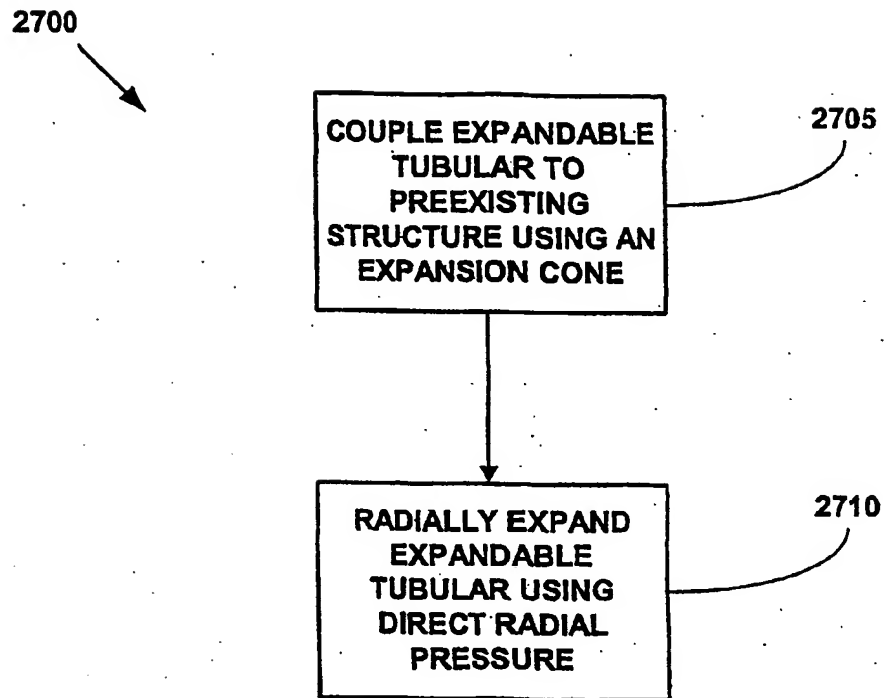 2700
COUPLE EXPANDABLE
TUBULAR TO
PREEXISTING
STRUCTURE USING AN
EXPANSION CONE
2705
RADIALLY EXPAND
EXPANDABLE
TUBULAR USING
DIRECT RADIAL
PRESSURE
2710